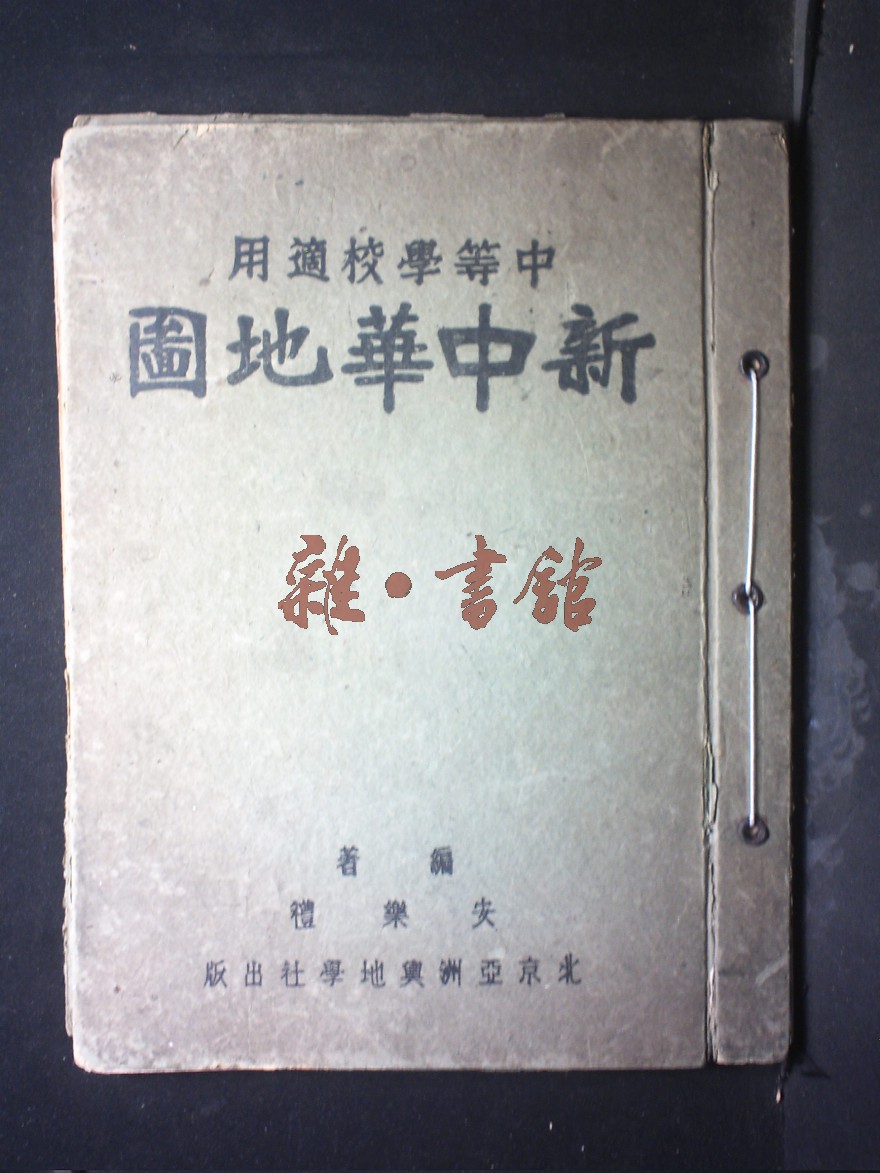 中等學校適用
新中華地圖
雜·書館
編著
安樂禮
北京亞洲輿地學社出版